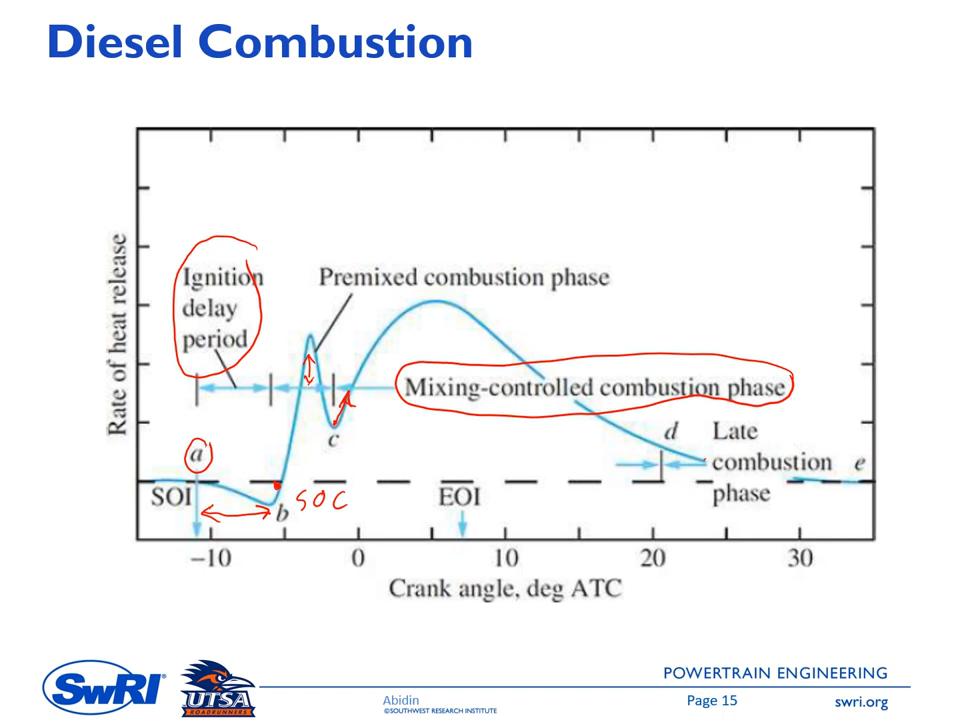 Diesel Combustion
Rate of heat release
Ignition
delay
period
Premixed combustion phase
Mixing-controlled combustion phase
a
c
d
Late
combustion
phase
e
SOI
b
SOC
EOI
−10
0
10
20
30
Crank angle, deg ATC
SwRI
UTSA
ROADRUNNERS
POWERTRAIN ENGINEERING
Abidin
©SOUTHWEST RESEARCH INSTITUTE
Page 15
swri.org